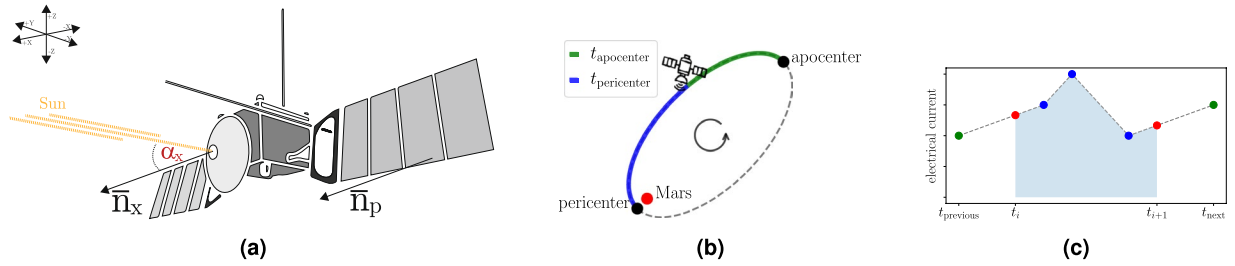 +Z
+Y
-X
+X
-Y
-Z
Sun
αx
n̅x
n̅p
(a)
tapocenter
tpericenter
apocenter
Mars
pericenter
(b)
electrical current
tprevious
ti
ti+1
tnext
(c)